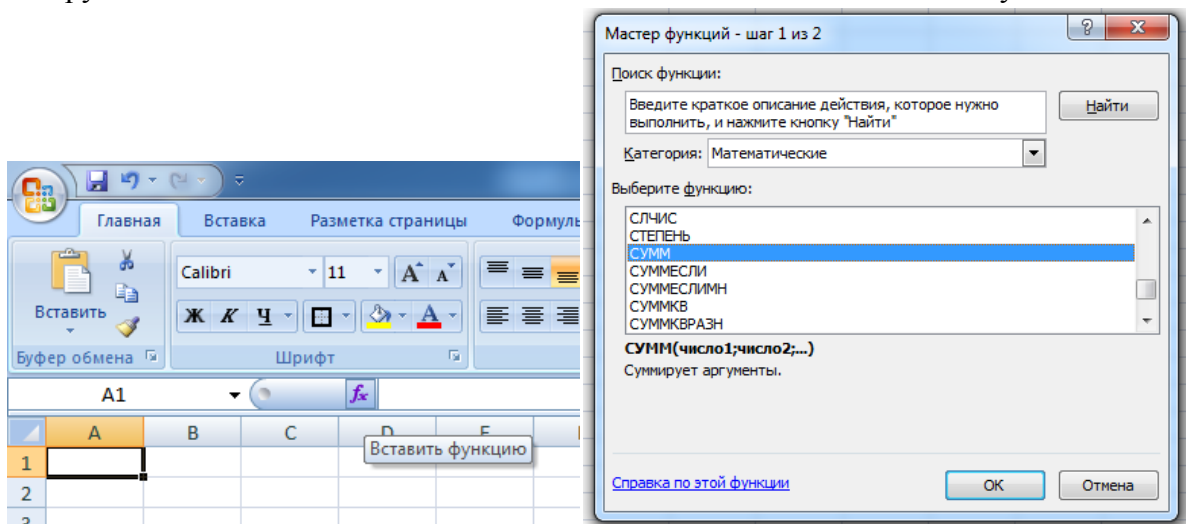 Главная Вставка Разметка страницы Формулы
Calibri 11 А А
Вставить
Ж К Ч
А
Буфер обмена Шрифт
A1 fx
A B C D E
Вставить функцию
1
2
3
Мастер функций - шаг 1 из 2
Поиск функции:
Введите краткое описание действия, которое нужно
выполнить, и нажмите кнопку "Найти"
Найти
Категория: Математические
Выберите функцию:
СЛЧИС
СТЕПЕНЬ
СУММ
СУММЕСЛИ
СУММЕСЛИМН
СУММКВ
СУММКВРАЗН
СУММ(число1;число2;...)
Суммирует аргументы.
Справка по этой функции
ОК Отмена